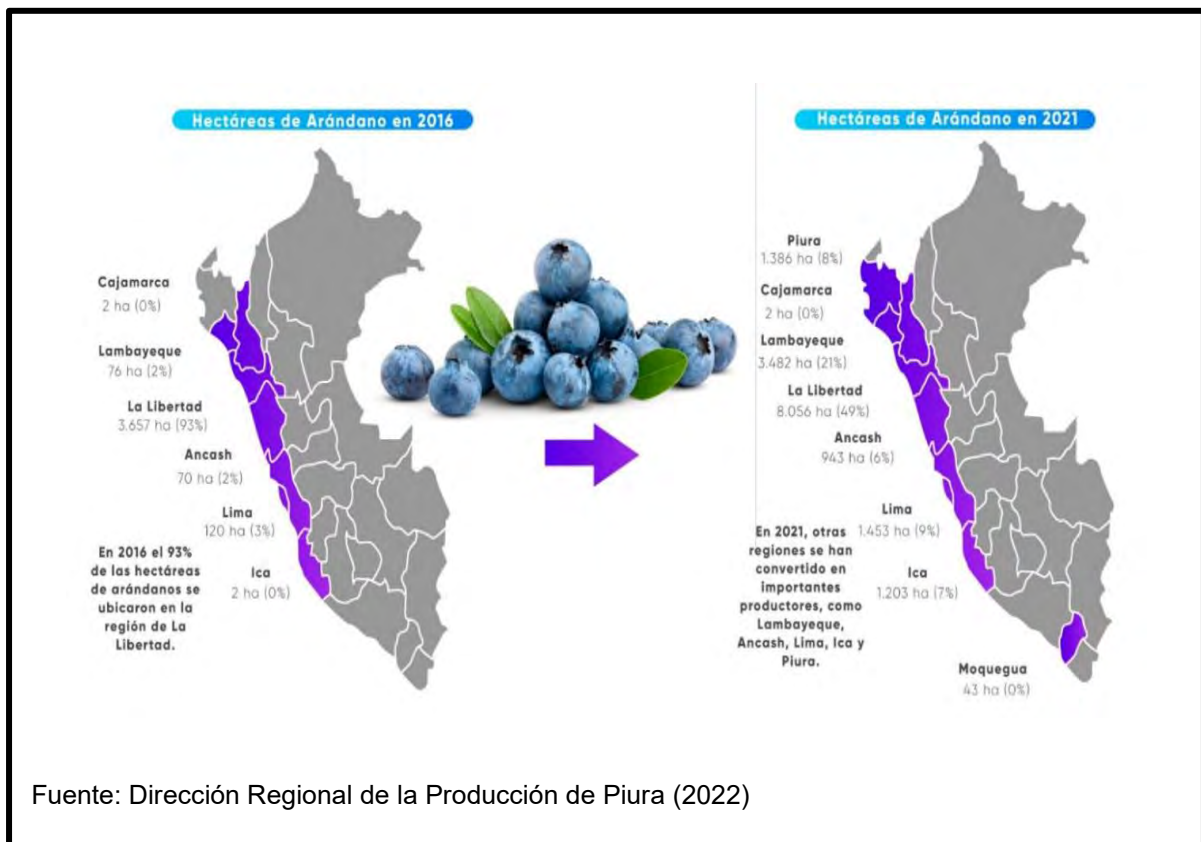 Hectáreas de Arándano en 2016
Cajamarca
2 ha (0%)
Lambayeque
76 ha (2%)
La Libertad
3.657 ha (93%)
Ancash
70 ha (2%)
Lima
120 ha (3%)
Ica
2 ha (0%)
En 2016 el 93%
de las hectáreas
de arándanos se
ubicaron en la
región de La
Libertad.
Hectáreas de Arándano en 2021
Piura
1.386 ha (8%)
Cajamarca
2 ha (0%)
Lambayeque
3.482 ha (21%)
La Libertad
8.056 ha (49%)
Ancash
943 ha (6%)
Lima
1.453 ha (9%)
Ica
1.203 ha (7%)
Moquegua
43 ha (0%)
En 2021, otras
regiones se han
convertido en
importantes
productores, como
Lambayeque,
Ancash, Lima, Ica y
Piura.
Fuente: Dirección Regional de la Producción de Piura (2022)